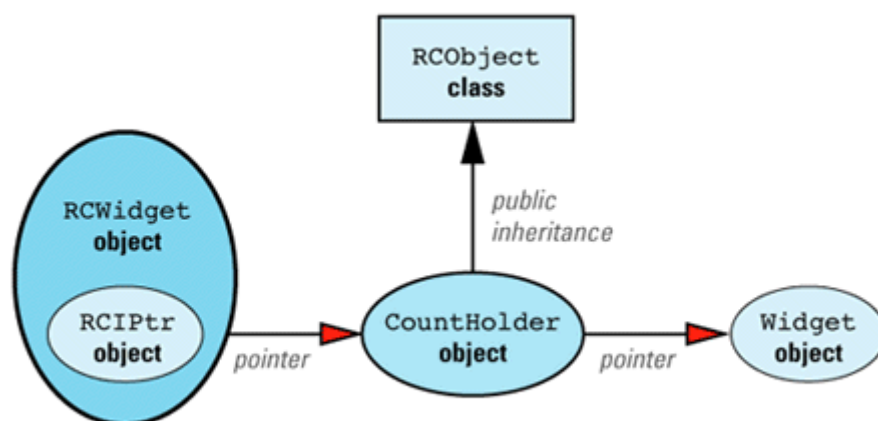 RCObject
class
RCWidget
object
public
inheritance
RCIPtr
object
pointer
CountHolder
object
pointer
Widget
object